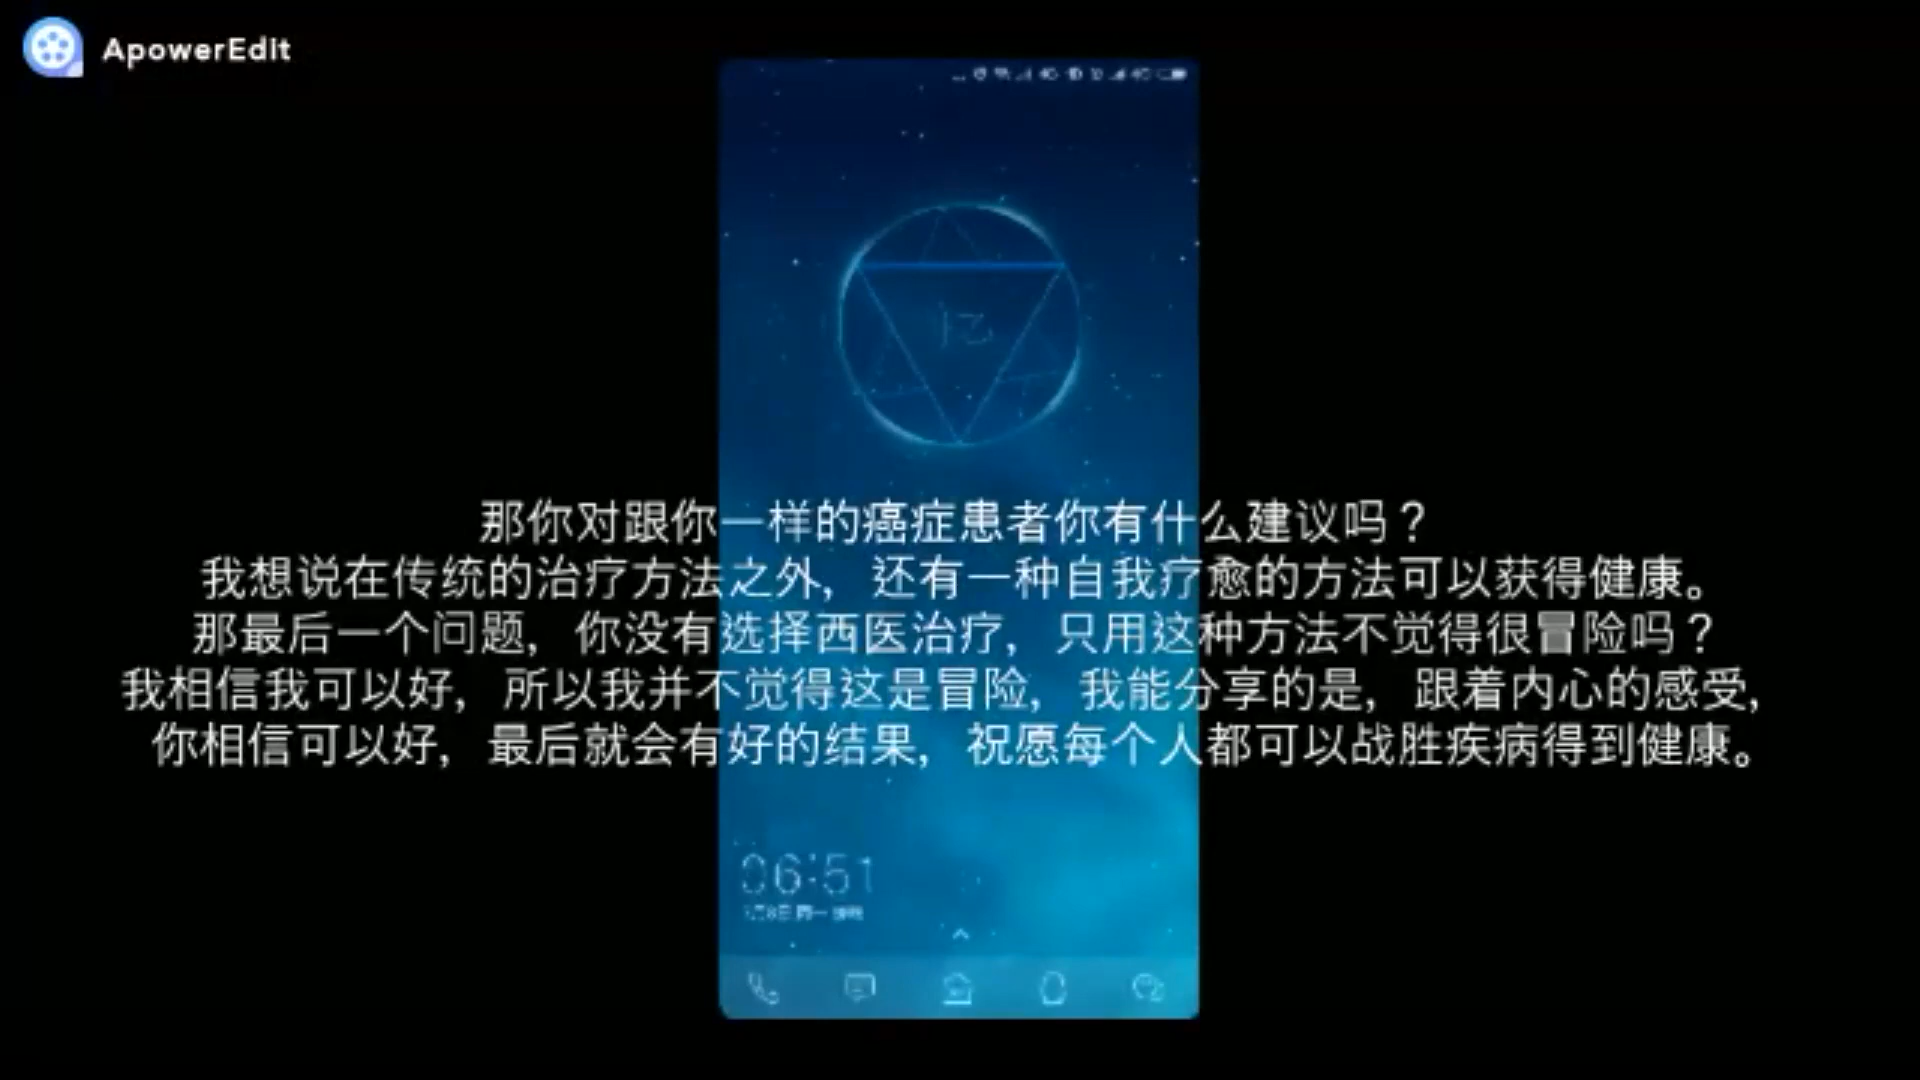 ApowerEdit
忆
那你对跟你一样的癌症患者你有什么建议吗？
我想说在传统的治疗方法之外，还有一种自我疗愈的方法可以获得健康。
那最后一个问题，你没有选择西医治疗，只用这种方法不觉得很冒险吗？
我相信我可以好，所以我并不觉得这是冒险，我能分享的是，跟着内心的感受，
你相信可以好，最后就会有好的结果，祝愿每个人都可以战胜疾病得到健康。
06:51